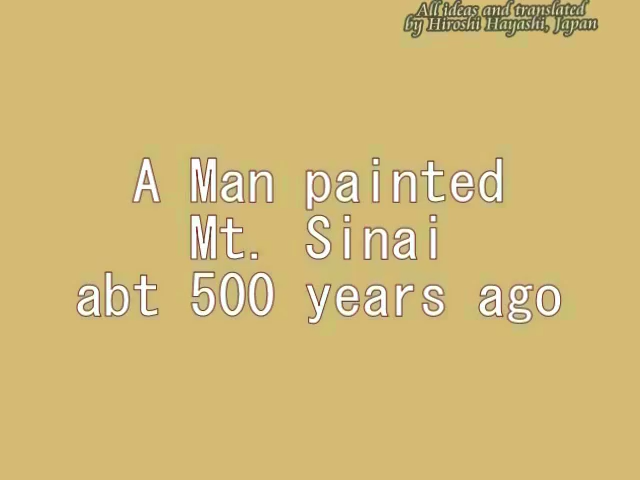 All ideas and translated
by Hiroshi Hayashi, Japan
A Man painted
Mt. Sinai
abt 500 years ago